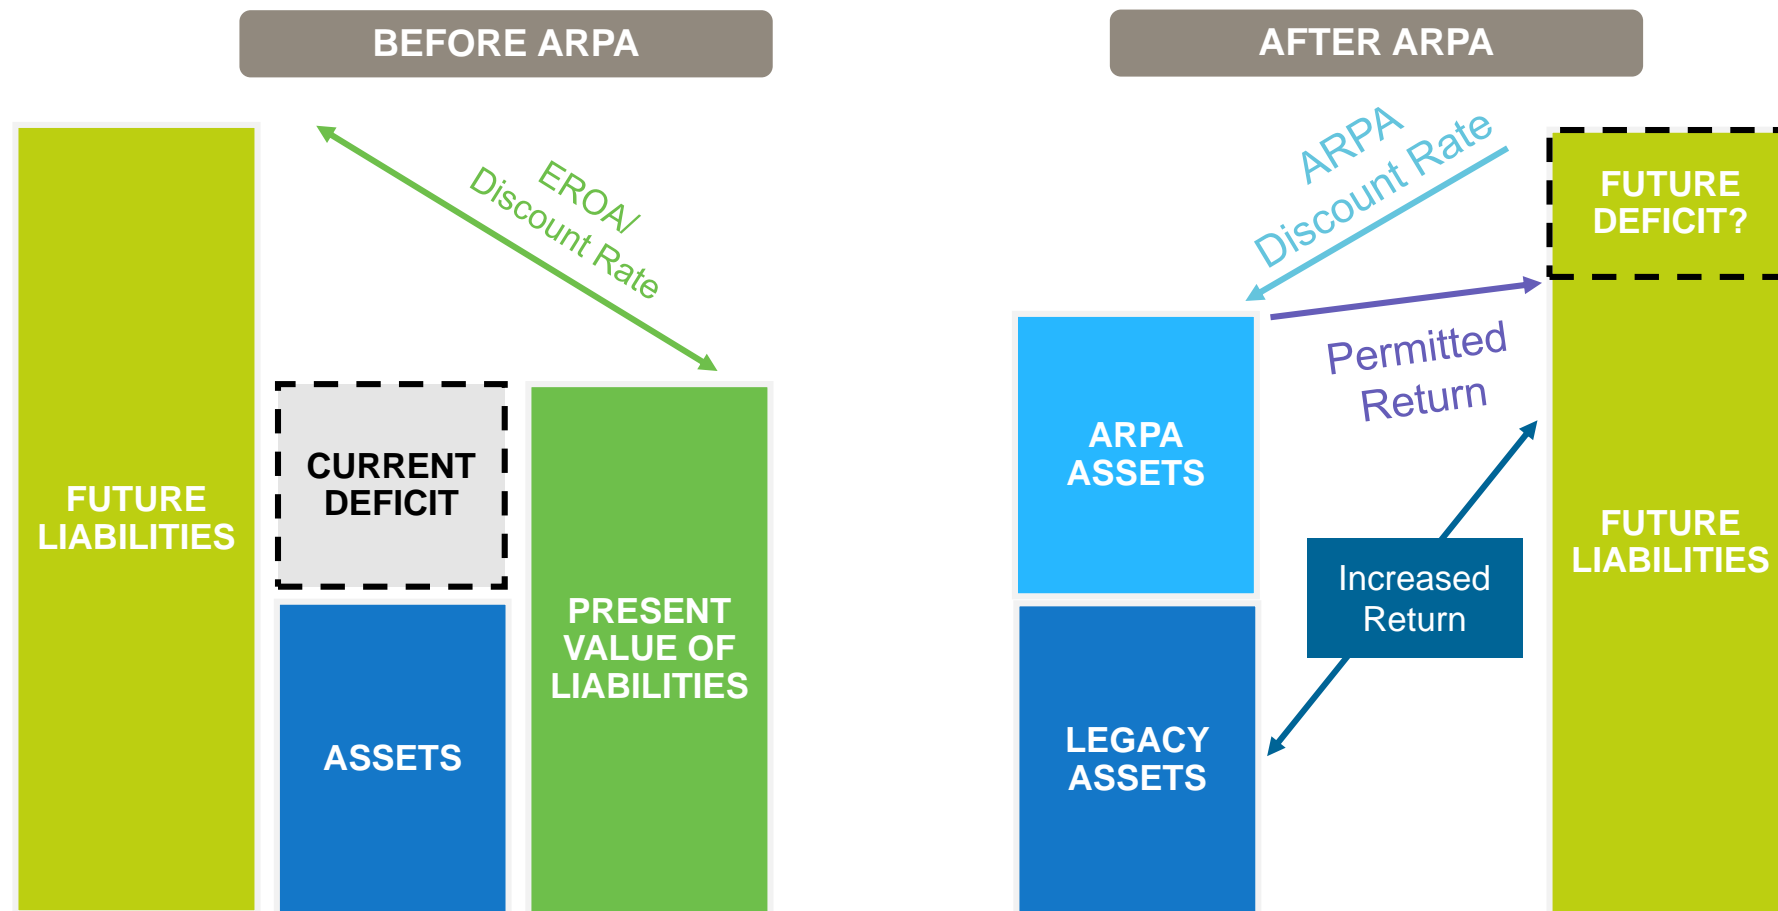 BEFORE ARPA
EROA/
Discount Rate
FUTURE
LIABILITIES
CURRENT
DEFICIT
ASSETS
PRESENT
VALUE OF
LIABILITIES
AFTER ARPA
ARPA
Discount Rate
FUTURE
DEFICIT?
Permitted
Return
ARPA
ASSETS
Increased
Return
FUTURE
LIABILITIES
LEGACY
ASSETS